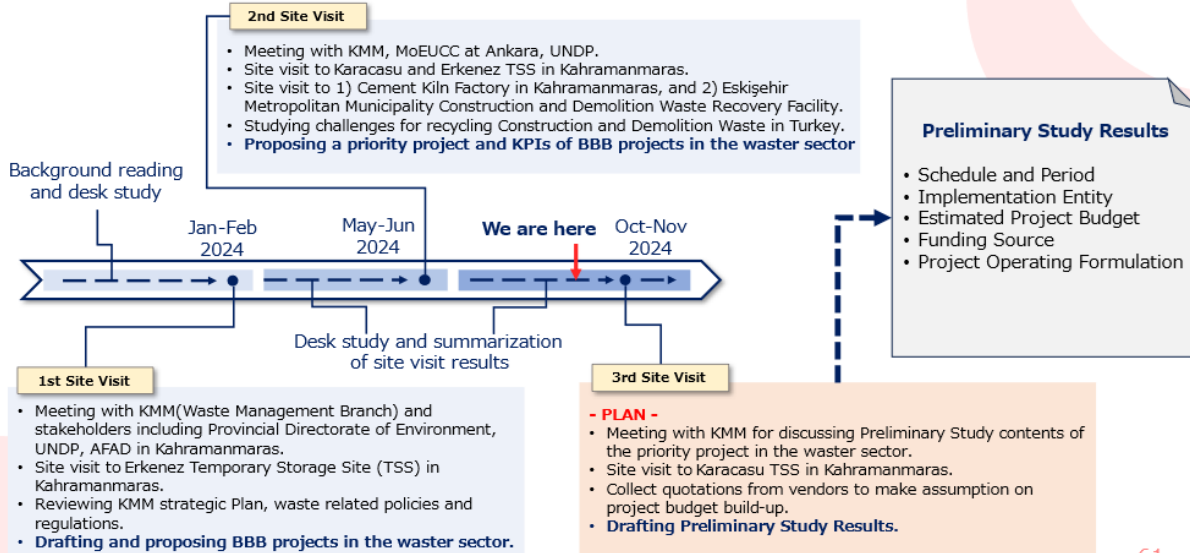 2nd Site Visit
• Meeting with KMM, MoEUCC at Ankara, UNDP.
• Site visit to Karacasu and Erkenez TSS in Kahramanmaras.
• Site visit to 1) Cement Kiln Factory in Kahramanmaras, and 2) Eskişehir
Metropolitan Municipality Construction and Demolition Waste Recovery Facility.
• Studying challenges for recycling Construction and Demolition Waste in Turkey.
• Proposing a priority project and KPIs of BBB projects in the waster sector
Background reading
and desk study
Jan-Feb
2024
May-Jun
2024
We are here
Oct-Nov
2024
Desk study and summarization
of site visit results
1st Site Visit
• Meeting with KMM(Waste Management Branch) and
stakeholders including Provincial Directorate of Environment,
UNDP, AFAD in Kahramanmaras.
• Site visit to Erkenez Temporary Storage Site (TSS) in
Kahramanmaras.
• Reviewing KMM strategic Plan, waste related policies and
regulations.
• Drafting and proposing BBB projects in the waster sector.
3rd Site Visit
- PLAN -
• Meeting with KMM for discussing Preliminary Study contents of
the priority project in the waster sector.
• Site visit to Karacasu TSS in Kahramanmaras.
• Collect quotations from vendors to make assumption on
project budget build-up.
• Drafting Preliminary Study Results.
Preliminary Study Results
• Schedule and Period
• Implementation Entity
• Estimated Project Budget
• Funding Source
• Project Operating Formulation